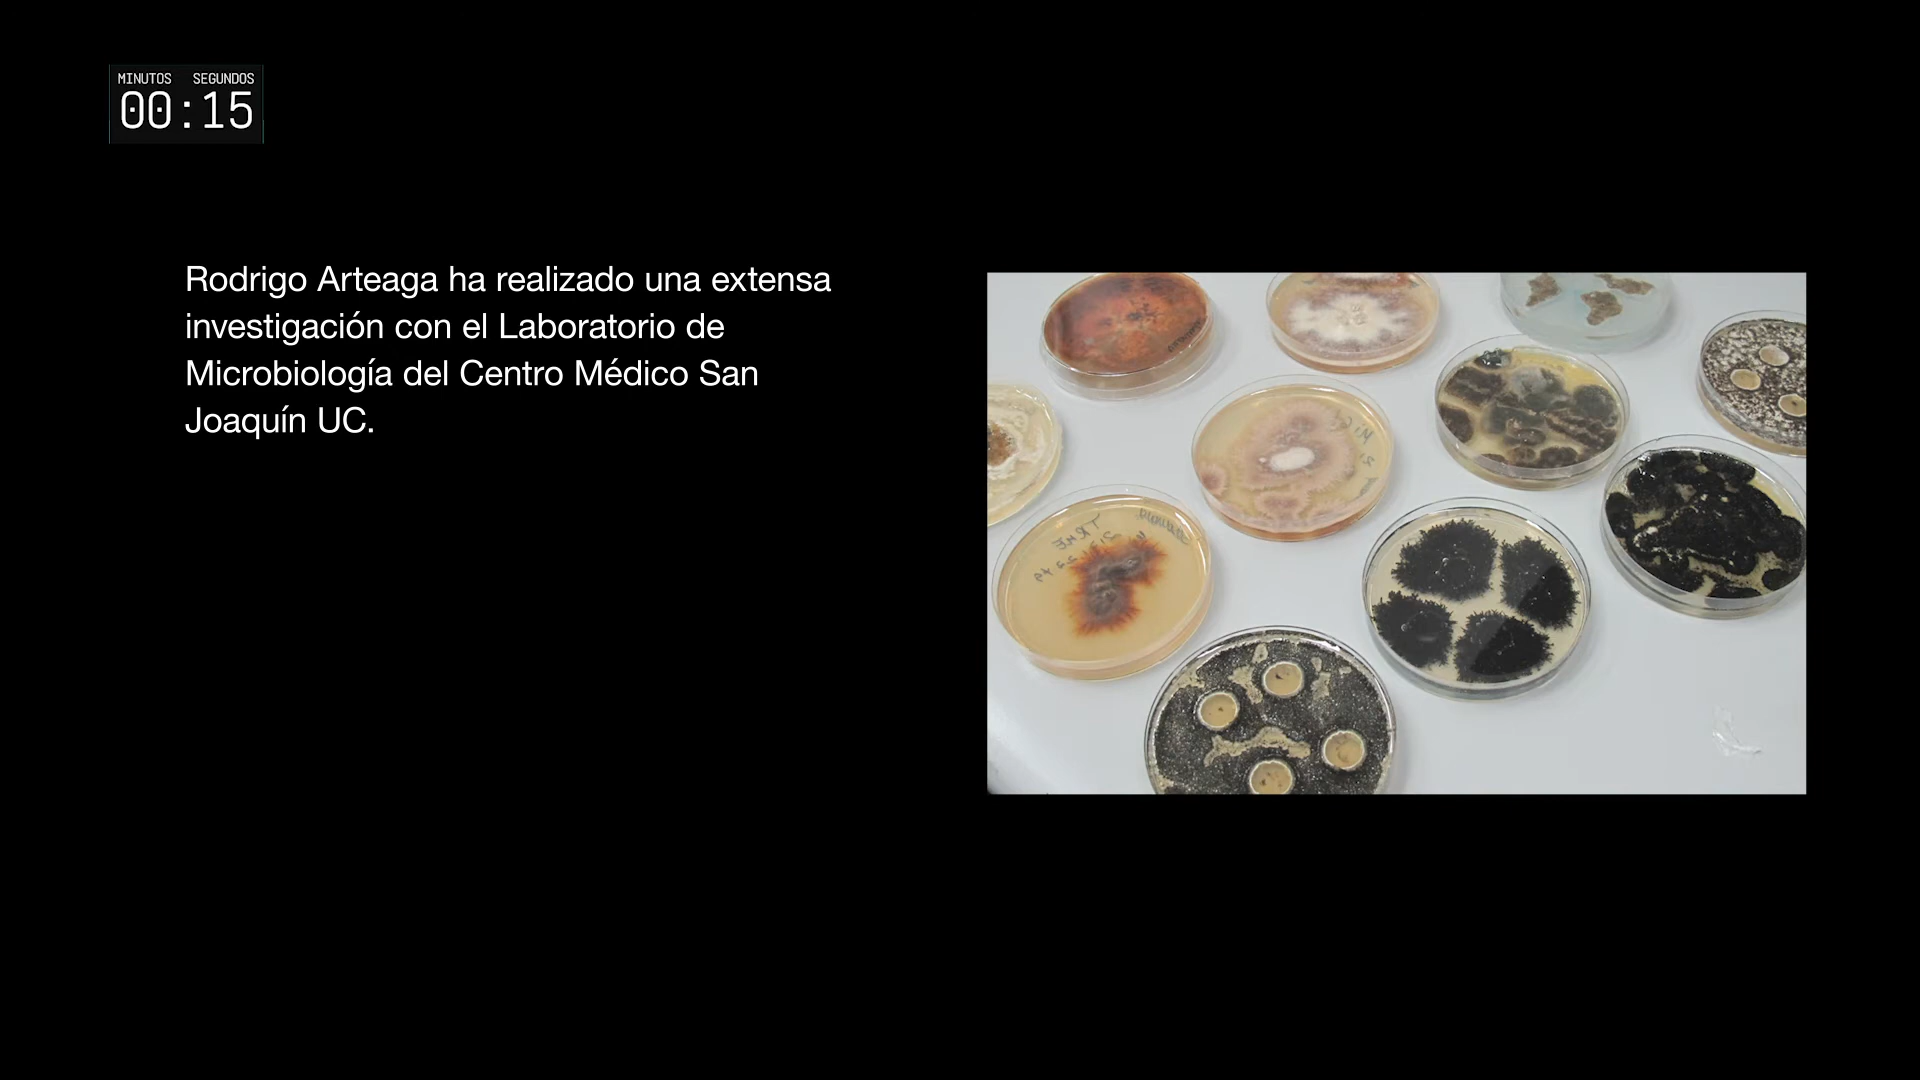 MINUTOS SEGUNDOS
00:15
Rodrigo Arteaga ha realizado una extensa
investigación con el Laboratorio de
Microbiología del Centro Médico San
Joaquín UC.